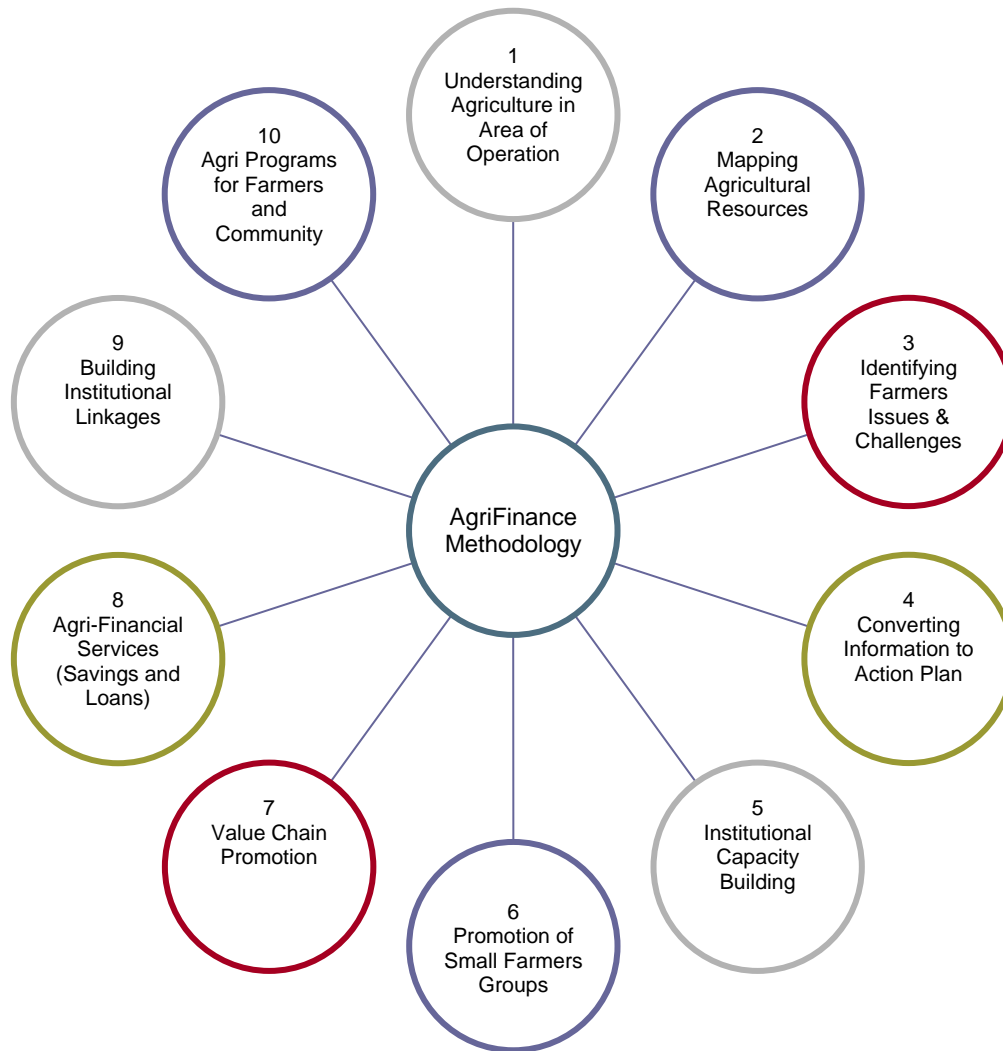 1
Understanding
Agriculture in
Area of
Operation
2
Mapping
Agricultural
Resources
3
Identifying
Farmers
Issues &
Challenges
4
Converting
Information to
Action Plan
5
Institutional
Capacity
Building
6
Promotion of
Small Farmers
Groups
7
Value Chain
Promotion
8
Agri-Financial
Services
(Savings and
Loans)
9
Building
Institutional
Linkages
10
Agri Programs
for Farmers
and
Community
AgriFinance
Methodology